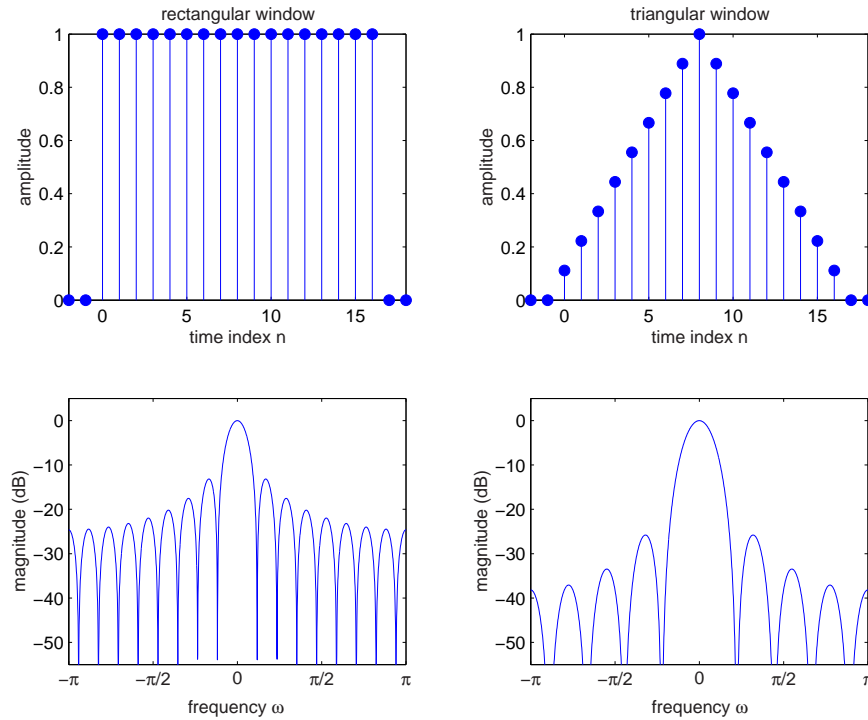 rectangular window
1
0.8
0.6
0.4
0.2
0
amplitude
0 5 10 15
time index n
triangular window
1
0.8
0.6
0.4
0.2
0
amplitude
0 5 10 15
time index n
0
−10
−20
−30
−40
−50
magnitude (dB)
−π −π/2 0 π/2 π
frequency ω
0
−10
−20
−30
−40
−50
magnitude (dB)
−π −π/2 0 π/2 π
frequency ω